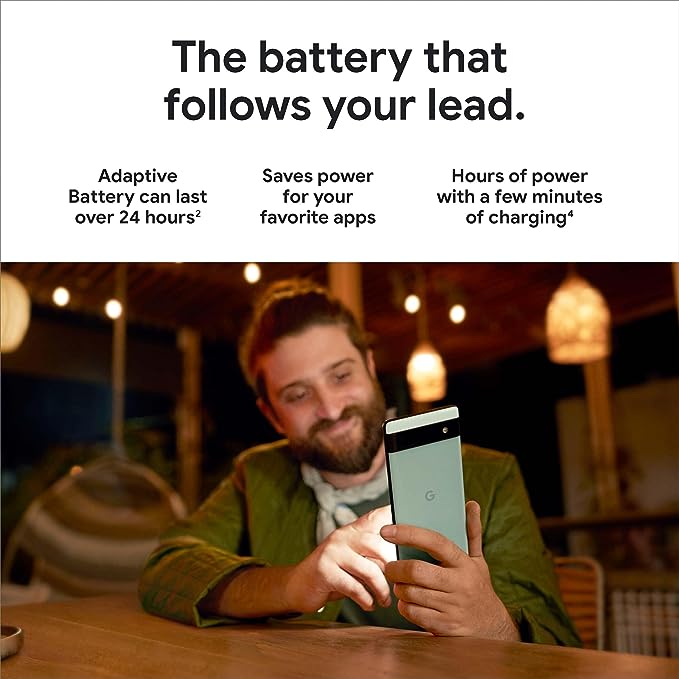 The battery that
follows your lead.
Adaptive
Battery can last
over 24 hours²
Saves power
for your
favorite apps
Hours of power
with a few minutes
of charging⁴
G